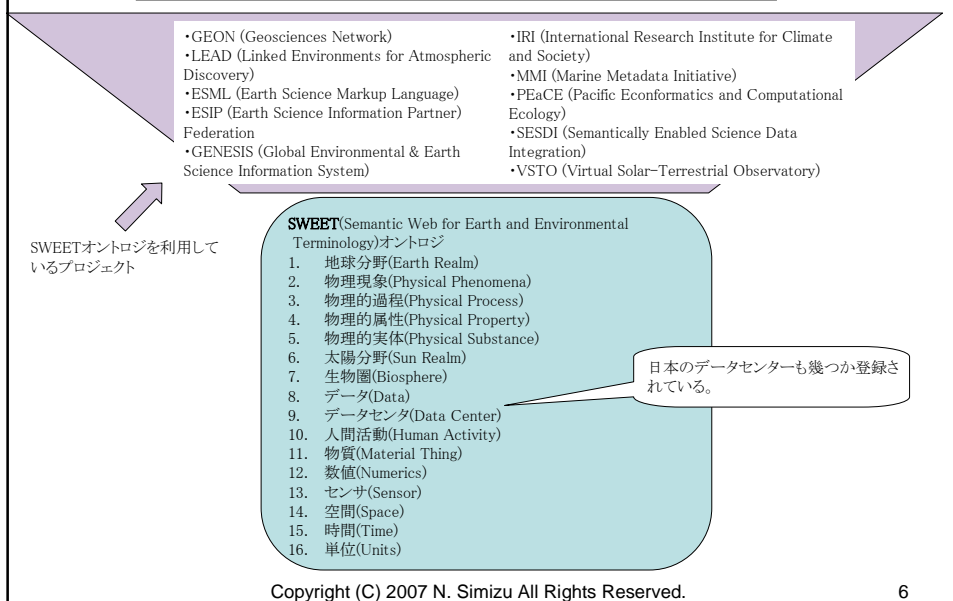 ・GEON (Geosciences Network)
・LEAD (Linked Environments for Atmospheric
Discovery)
・ESML (Earth Science Markup Language)
・ESIP (Earth Science Information Partner)
Federation
・GENESIS (Global Environmental & Earth
Science Information System)
・IRI (International Research Institute for Climate
and Society)
・MMI (Marine Metadata Initiative)
・PEaCE (Pacific Econformatics and Computational
Ecology)
・SESDI (Semantically Enabled Science Data
Integration)
・VSTO (Virtual Solar-Terrestrial Observatory)
SWEETオントロジを利用して
いるプロジェクト
SWEET(Semantic Web for Earth and Environmental
Terminology)オントロジ
1. 地球分野(Earth Realm)
2. 物理現象(Physical Phenomena)
3. 物理的過程(Physical Process)
4. 物理的属性(Physical Property)
5. 物理的実体(Physical Substance)
6. 太陽分野(Sun Realm)
7. 生物圏(Biosphere)
8. データ(Data)
9. データセンタ(Data Center)
10. 人間活動(Human Activity)
11. 物質(Material Thing)
12. 数値(Numerics)
13. センサ(Sensor)
14. 空間(Space)
15. 時間(Time)
16. 単位(Units)
日本のデータセンターも幾つか登録さ
れている。
Copyright (C) 2007 N. Simizu All Rights Reserved.
6